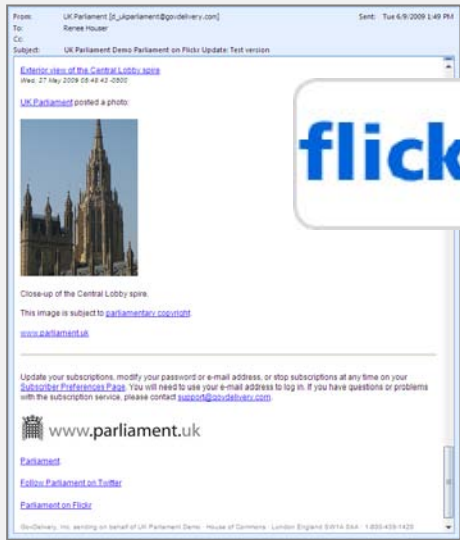 From: UK Parliament [d_ukparliament@govdelivery.com] Sent: Tue 6/9/2009 1:49 PM
To: Renee Houser
Cc:
Subject: UK Parliament Demo Parliament on Flickr Update: Test version
Exterior view of the Central Lobby spire
Wed, 27 May 2009 05:48:43 -0500
UK Parliament posted a photo:
flick
Close-up of the Central Lobby spire.
This image is subject to parliamentary copyright
www.parliament.uk
Update your subscriptions, modify your password or e-mail address, or stop subscriptions at any time on your
Subscriber Preferences Page. You will need to use your e-mail address to log in. If you have questions or problems
with the subscription service, please contact support@govdelivery.com.
www.parliament.uk
Parliament
Follow Parliament on Twitter
Parliament on Flickr
GovDelivery, Inc. sending on behalf of UK Parliament Demo · House of Commons · London England SW1A 0AA · 1-800-439-1420